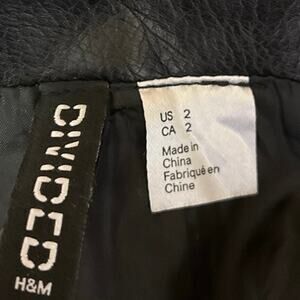 DIVIDED
H&M
US 2
CA 2
Made in
China
Fabriqué en
Chine